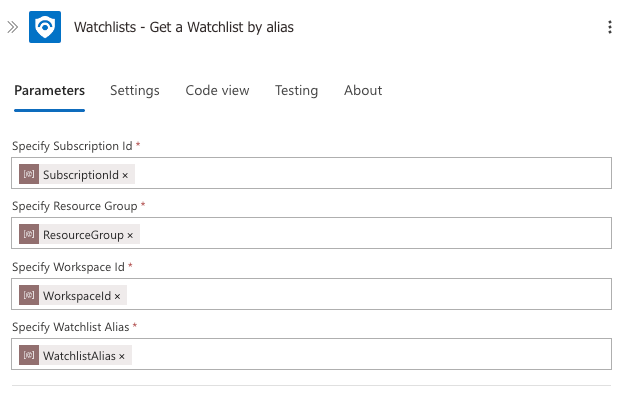 Watchlists - Get a Watchlist by alias
Parameters Settings Code view Testing About
Specify Subscription Id *
[@] SubscriptionId ×
Specify Resource Group *
[@] ResourceGroup ×
Specify Workspace Id *
[@] WorkspaceId ×
Specify Watchlist Alias *
[@] WatchlistAlias ×